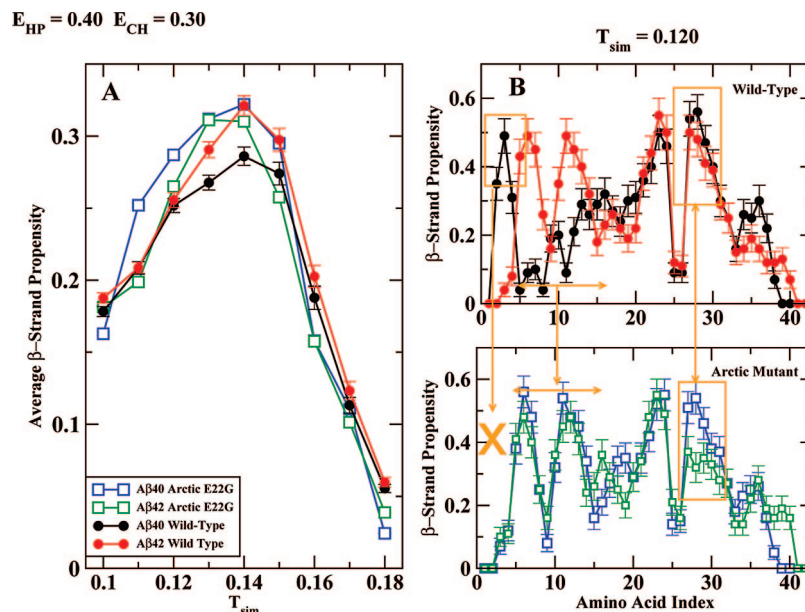 E_HP = 0.40 E_CH = 0.30
T_sim = 0.120
A
Average β−Strand Propensity
0.3
0.2
0.1
0
0.1
0.12
0.14
0.16
0.18
T_sim
Aβ40 Arctic E22G
Aβ42 Arctic E22G
Aβ40 Wild-Type
Aβ42 Wild Type
B
Wild-Type
β−Strand Propensity
0.6
0.4
0.2
0
0
10
20
30
40
X
Arctic Mutant
β−Strand Propensity
0.6
0.4
0.2
0
0
10
20
30
40
Amino Acid Index